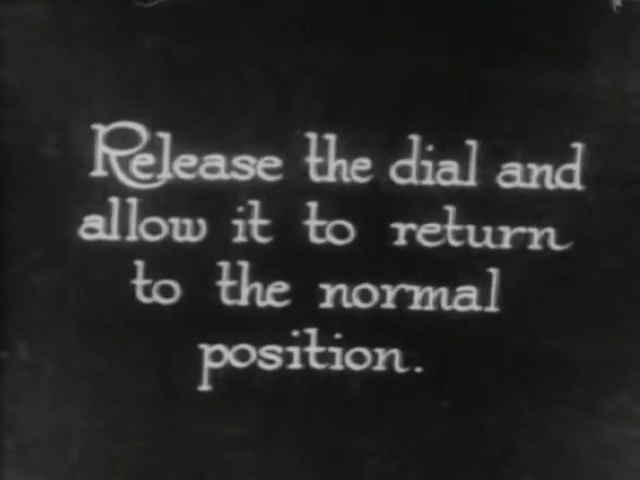 Release the dial and
allow it to return
to the normal
position.